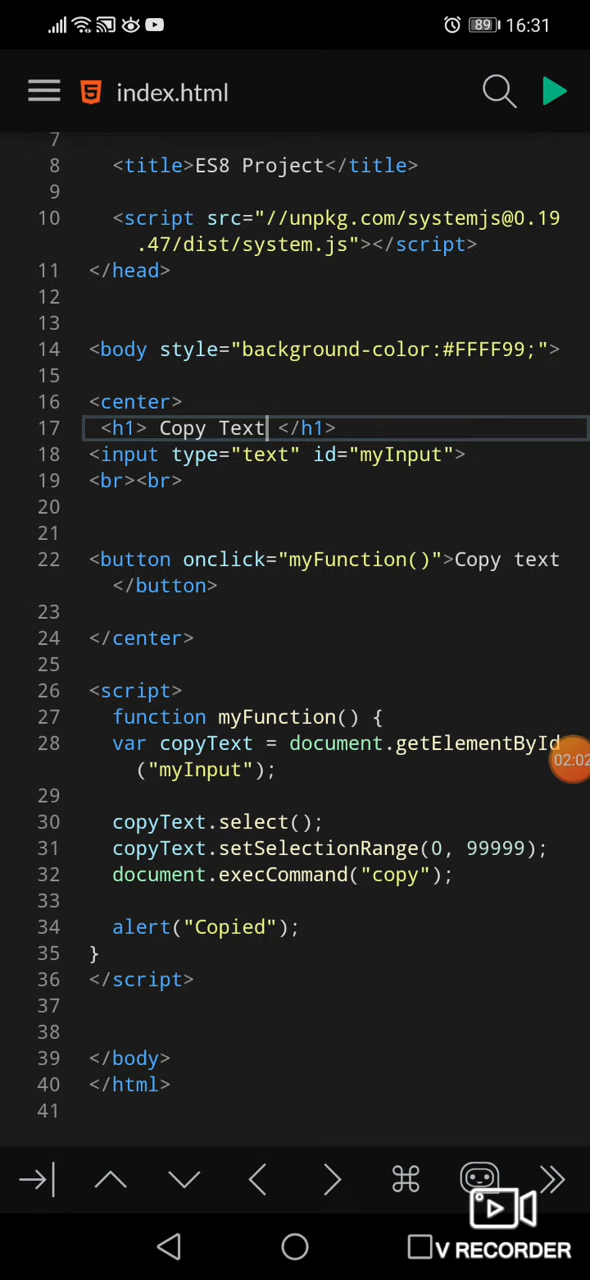 89 16:31
index.html
7
8 <title>ES8 Project</title>
9
10 <script src="//unpkg.com/systemjs@0.19
.47/dist/system.js"></script>
11 </head>
12
13
14 <body style="background-color:#FFFF99;">
15
16 <center>
17 <h1> Copy Text </h1>
18 <input type="text" id="myInput">
19 <br><br>
20
21
22 <button onclick="myFunction()">Copy text
</button>
23
24 </center>
25
26 <script>
27 function myFunction() {
28 var copyText = document.getElementById
("myInput");
02:02
29
30 copyText.select();
31 copyText.setSelectionRange(0, 99999);
32 document.execCommand("copy");
33
34 alert("Copied");
35 }
36 </script>
37
38
39 </body>
40 </html>
41
V RECORDER